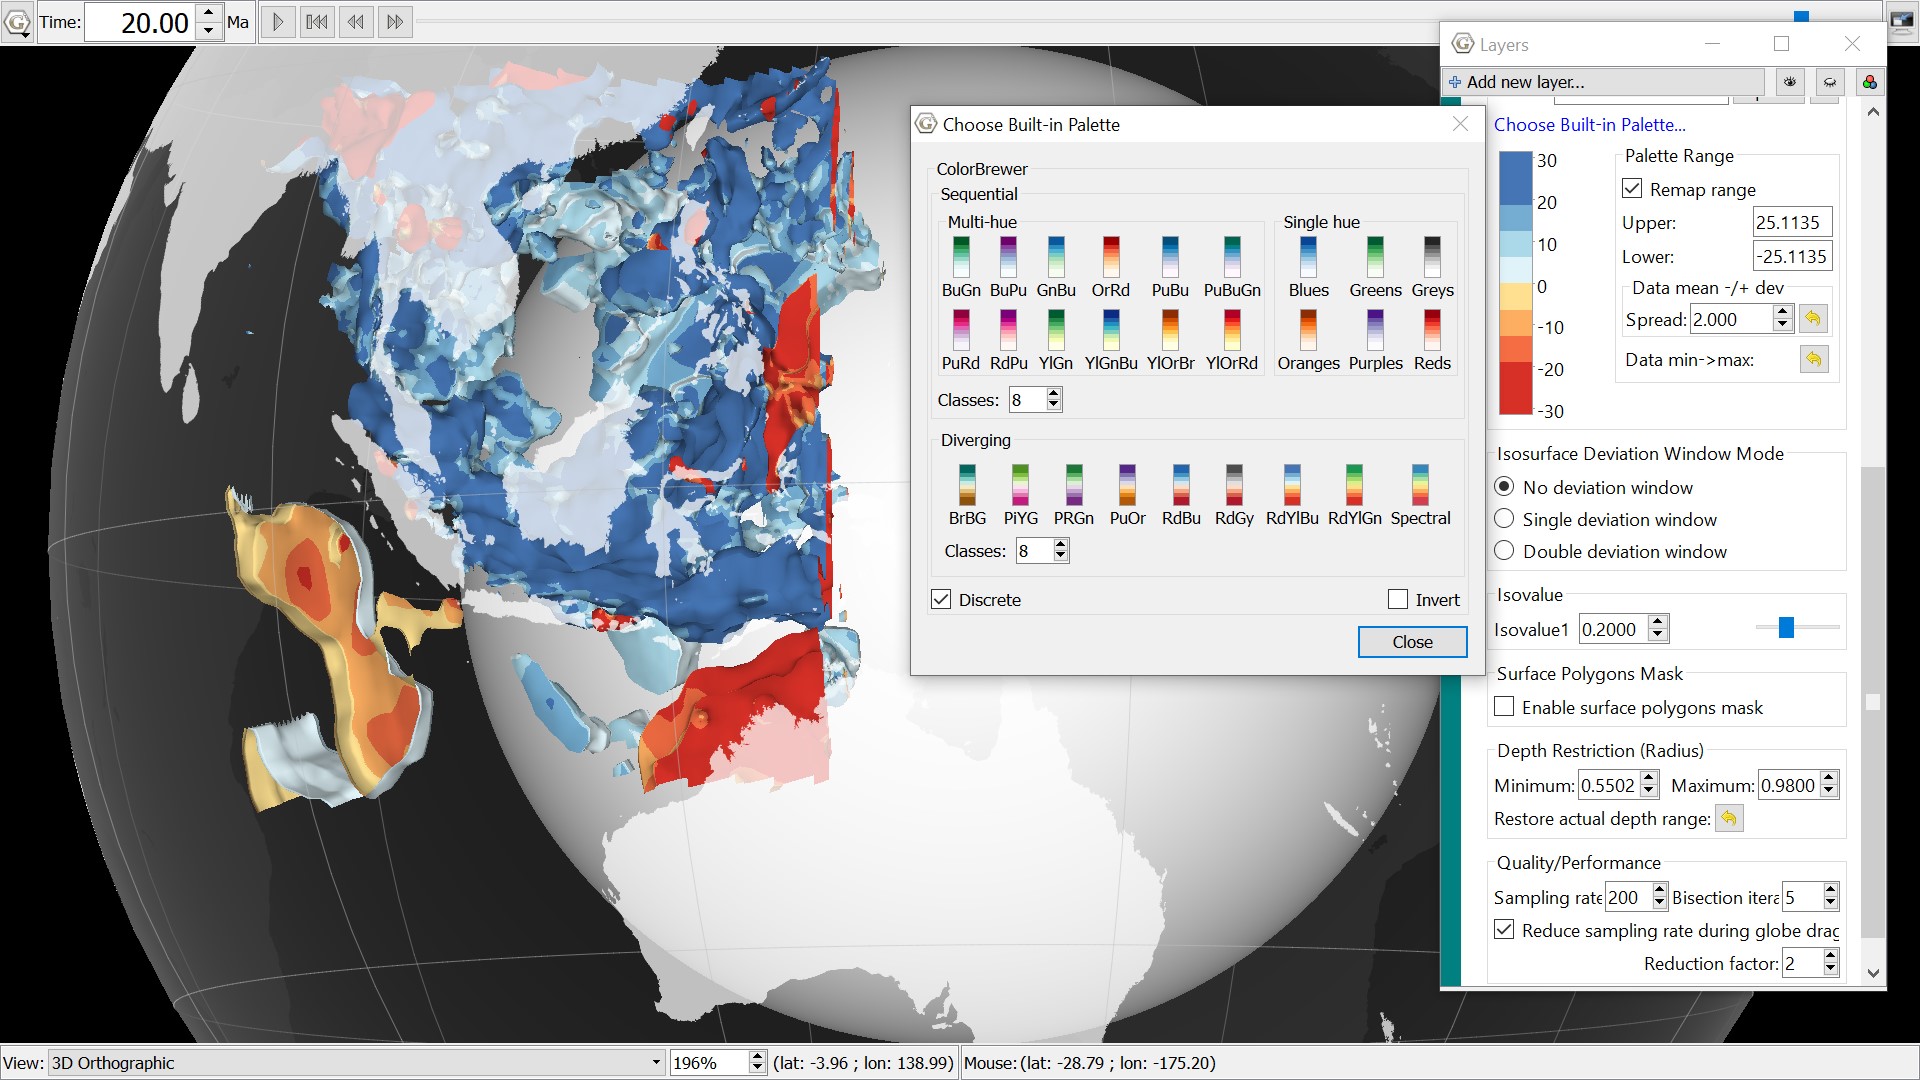 Time: 20.00 Ma
Layers
Add new layer...
Choose Built-in Palette
ColorBrewer
Sequential
Multi-hue
Single hue
BuGn BuPu GnBu OrRd PuBu PuBuGn
Blues Greens Greys
PuRd RdPu YlGn YlGnBu YlOrBr YlOrRd
Oranges Purples Reds
Classes: 8
Diverging
BrBG PiYG PRGn PuOr RdBu RdGy RdYlBu RdYlGn Spectral
Classes: 8
Discrete
Invert
Close
Choose Built-in Palette...
30
20
10
0
-10
-20
-30
Palette Range
Remap range
Upper: 25.1135
Lower: -25.1135
Data mean -/+ dev
Spread: 2.000
Data min->max:
Isosurface Deviation Window Mode
No deviation window
Single deviation window
Double deviation window
Isovalue
Isovalue1 0.2000
Surface Polygons Mask
Enable surface polygons mask
Depth Restriction (Radius)
Minimum: 0.5502 Maximum: 0.9800
Restore actual depth range:
Quality/Performance
Sampling rate 200 Bisection itera 5
Reduce sampling rate during globe drag
Reduction factor: 2
View: 3D Orthographic 196% (lat: -3.96 ; lon: 138.99) Mouse: (lat: -28.79 ; lon: -175.20)